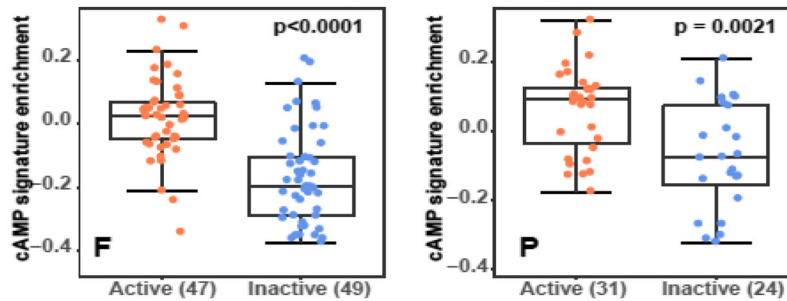 cAMP signature enrichment
0.2
0.0
−0.2
−0.4
p<0.0001
F
Active (47) Inactive (49)
cAMP signature enrichment
0.2
0.0
−0.2
−0.4
p = 0.0021
P
Active (31) Inactive (24)